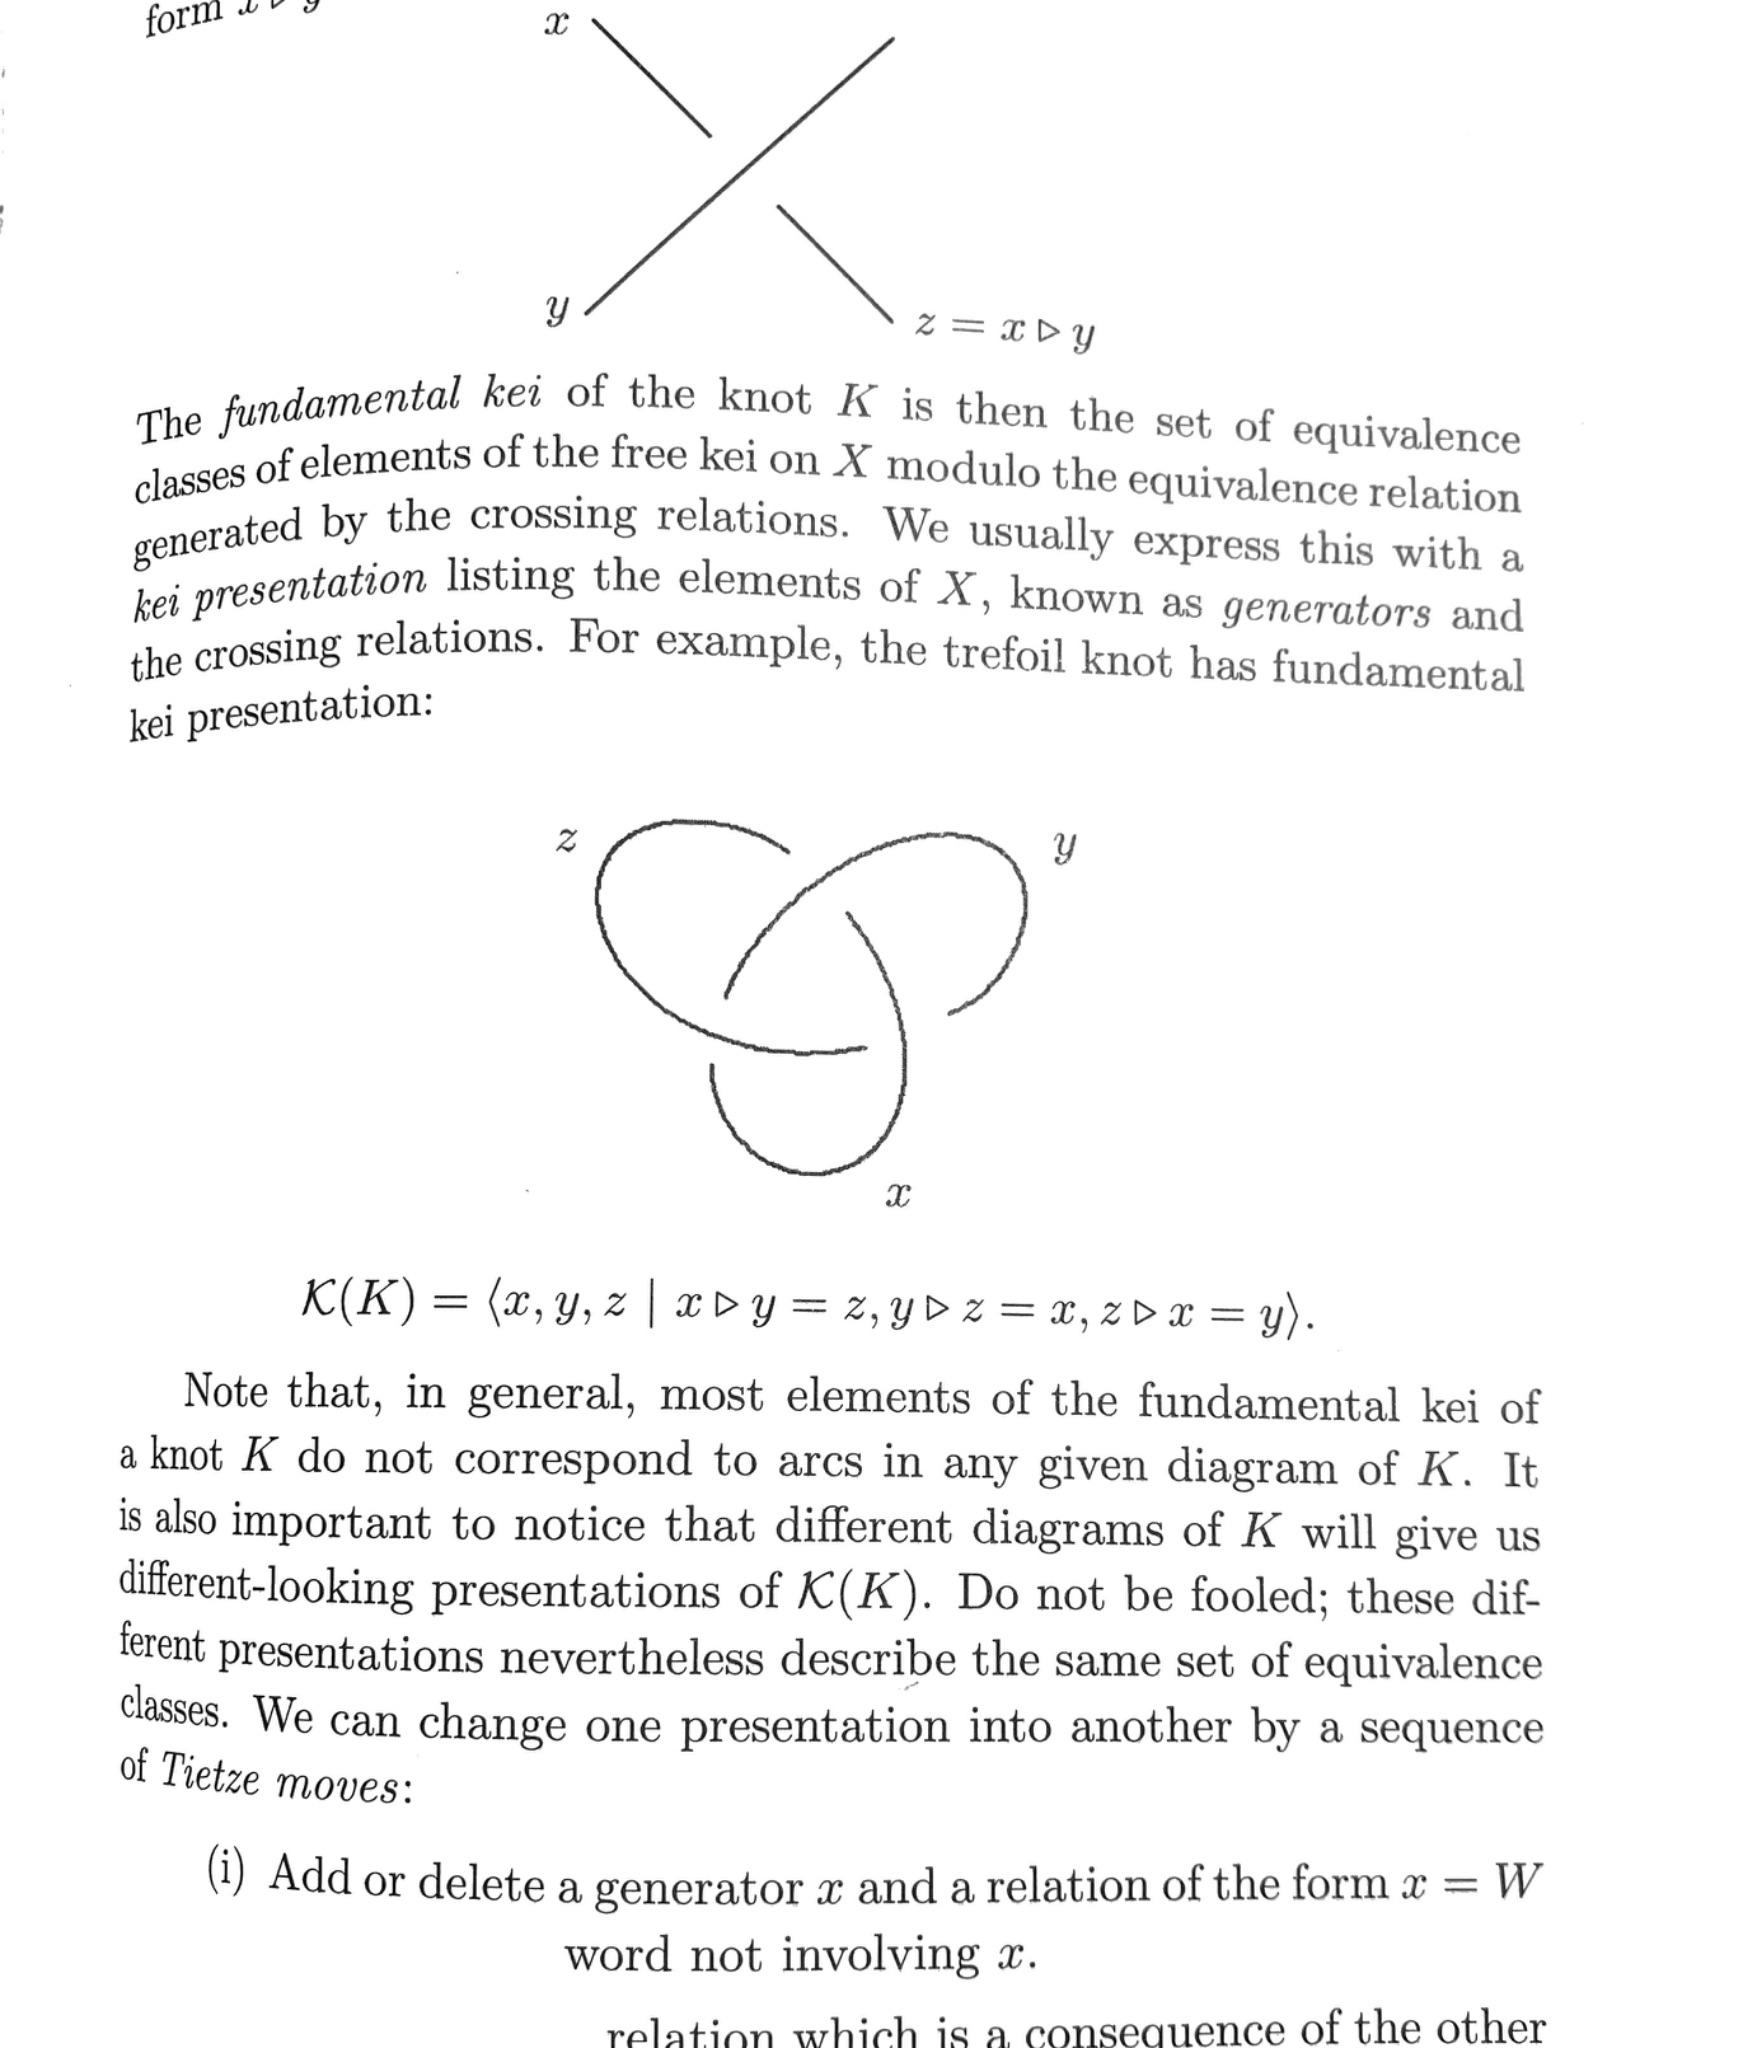 form x ▷ y
x
y
z = x ▷ y
The fundamental kei of the knot K is then the set of equivalence
classes of elements of the free kei on X modulo the equivalence relation
generated by the crossing relations. We usually express this with a
kei presentation listing the elements of X, known as generators and
the crossing relations. For example, the trefoil knot has fundamental
kei presentation:
z
y
x
𝒦(K) = ⟨x, y, z | x ▷ y = z, y ▷ z = x, z ▷ x = y⟩.
Note that, in general, most elements of the fundamental kei of
a knot K do not correspond to arcs in any given diagram of K. It
is also important to notice that different diagrams of K will give us
different-looking presentations of 𝒦(K). Do not be fooled; these dif-
ferent presentations nevertheless describe the same set of equivalence
classes. We can change one presentation into another by a sequence
of Tietze moves:
(i) Add or delete a generator x and a relation of the form x = W
word not involving x.
relation which is a consequence of the other